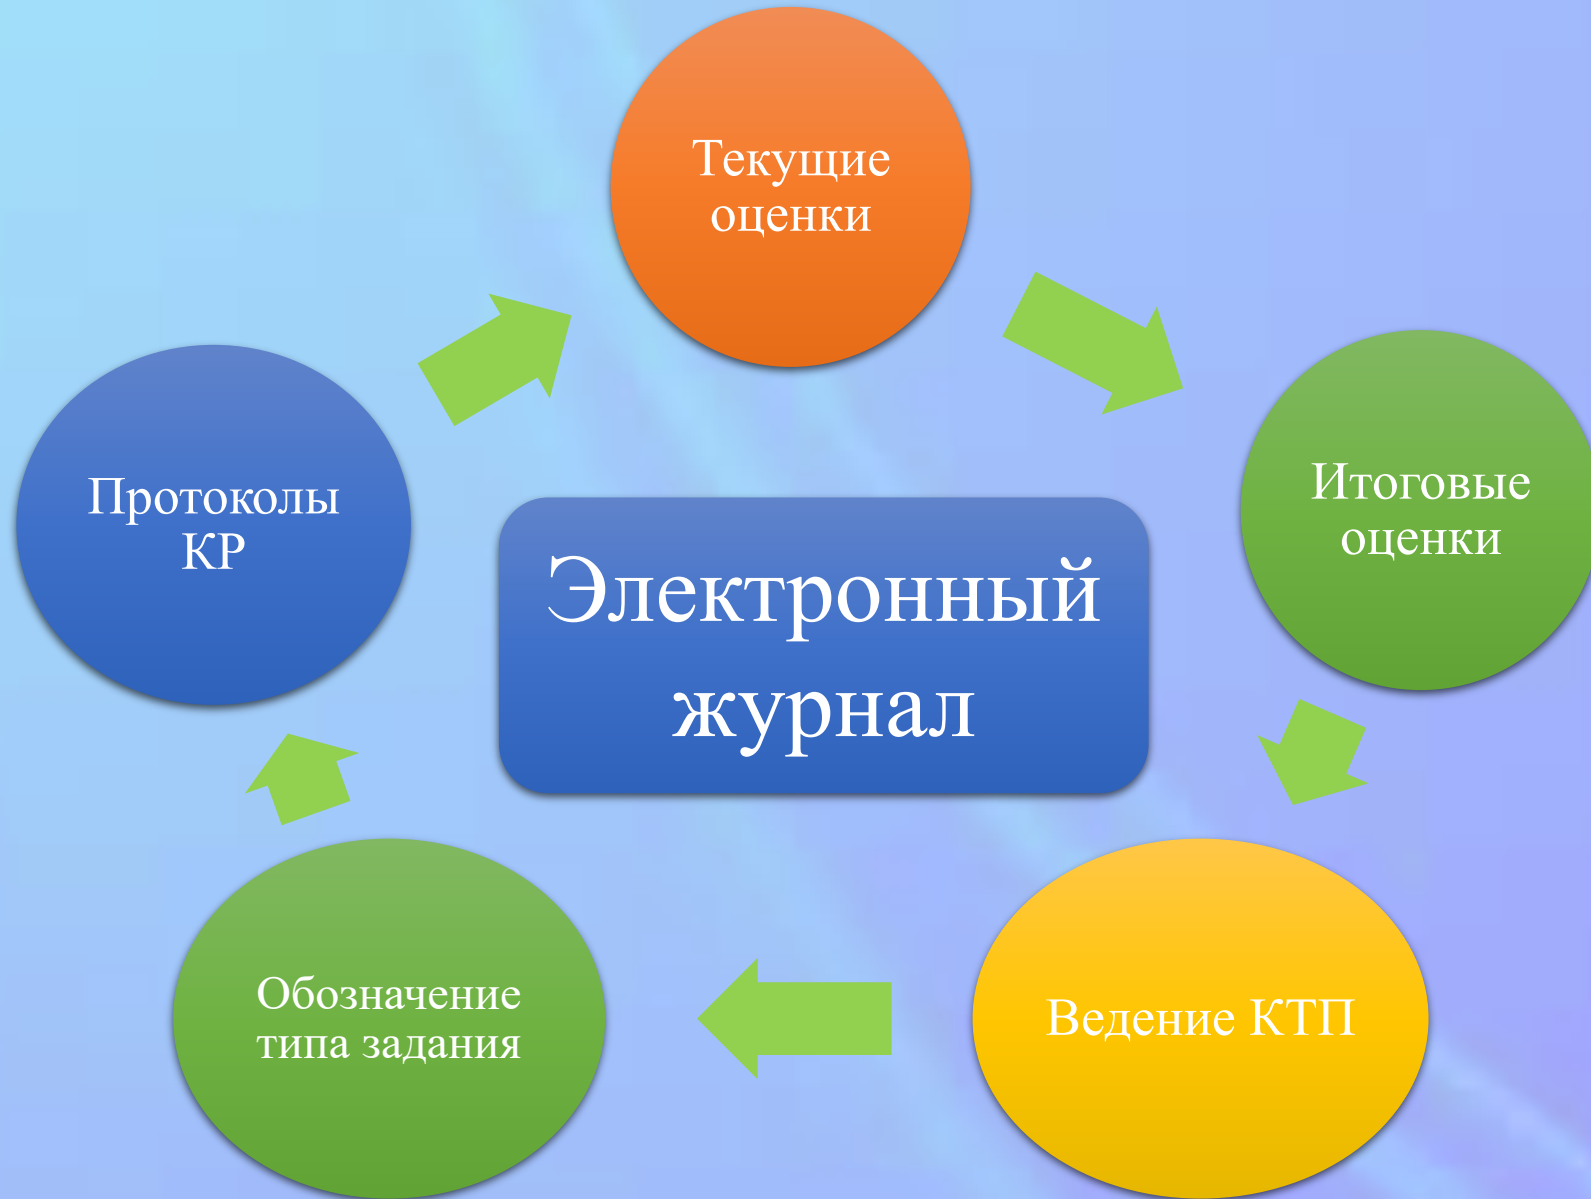 Текущие
оценки
Итоговые
оценки
Протоколы
КР
Электронный
журнал
Обозначение
типа задания
Ведение КТП